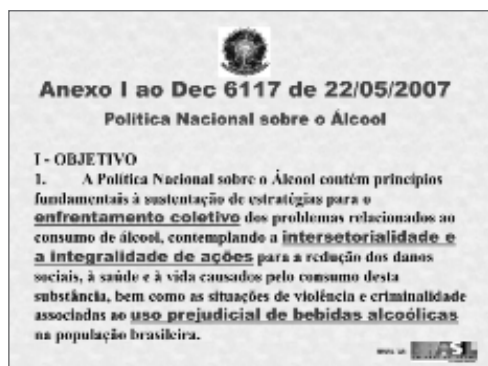 Anexo I ao Dec 6117 de 22/05/2007
Política Nacional sobre o Álcool
I - OBJETIVO
1. A Política Nacional sobre o Álcool contém princípios
fundamentais à sustentação de estratégias para o
enfrentamento coletivo dos problemas relacionados ao
consumo de álcool, contemplando a intersetorialidade e
a integralidade de ações para a redução dos danos
sociais, à saúde e à vida causados pelo consumo desta
substância, bem como as situações de violência e criminalidade
associadas ao uso prejudicial de bebidas alcoólicas
na população brasileira.